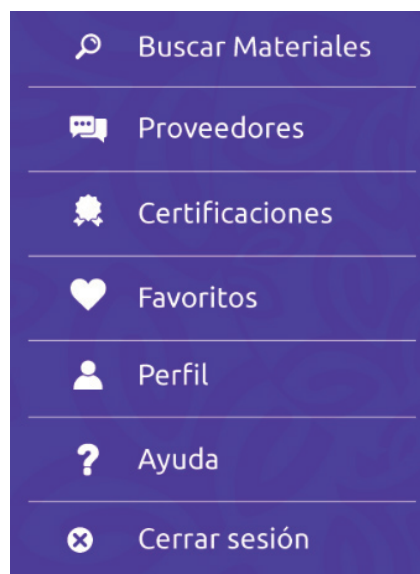 Buscar Materiales
Proveedores
Certificaciones
Favoritos
Perfil
Ayuda
Cerrar sesión